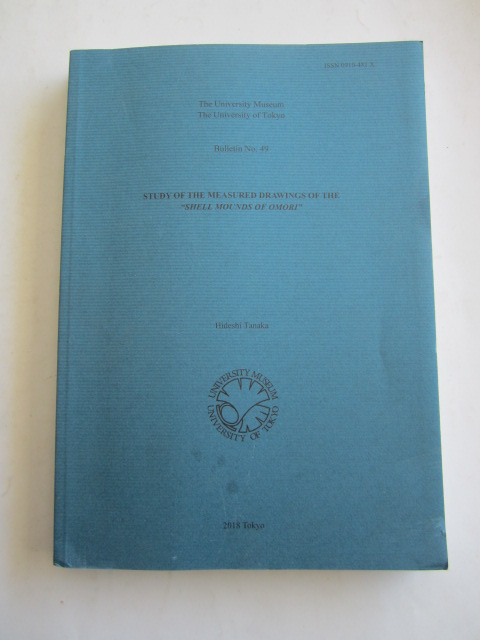 The University Museum
The University of Tokyo
Bulletin No. 49
STUDY OF THE MEASURED DRAWINGS OF THE
"SHELL MOUNDS OF OMORI"
Hideshi Tanaka
UNIVERSITY MUSEUM
UNIVERSITY OF TOKYO
2018 Tokyo